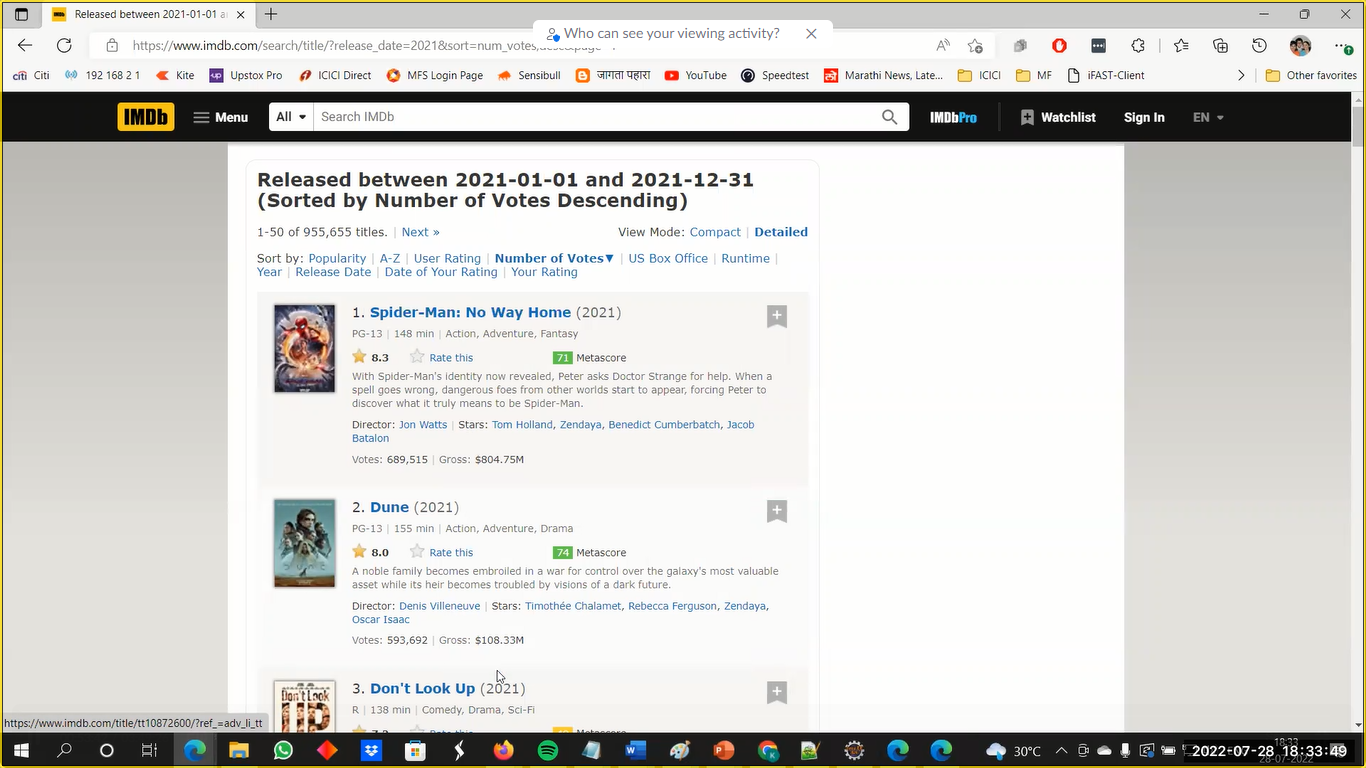 Released between 2021-01-01 a
Who can see your viewing activity?
https://www.imdb.com/search/title/?release_date=2021&sort=num_votes,desc&page
Citi
192 168 2 1
Kite
Upstox Pro
ICICI Direct
MFS Login Page
Sensibull
जागता पहारा
YouTube
Speedtest
Marathi News, Late...
ICICI
MF
iFAST-Client
Other favorites
IMDb
Menu
All
Search IMDb
IMDbPro
Watchlist
Sign In
EN
Released between 2021-01-01 and 2021-12-31
(Sorted by Number of Votes Descending)
1-50 of 955,655 titles. | Next »
View Mode: Compact | Detailed
Sort by: Popularity | A-Z | User Rating | Number of Votes▼ | US Box Office | Runtime |
Year | Release Date | Date of Your Rating | Your Rating
1. Spider-Man: No Way Home (2021)
PG-13 | 148 min | Action, Adventure, Fantasy
8.3 Rate this 71 Metascore
With Spider-Man's identity now revealed, Peter asks Doctor Strange for help. When a
spell goes wrong, dangerous foes from other worlds start to appear, forcing Peter to
discover what it truly means to be Spider-Man.
Director: Jon Watts | Stars: Tom Holland, Zendaya, Benedict Cumberbatch, Jacob
Batalon
Votes: 689,515 | Gross: $804.75M
2. Dune (2021)
PG-13 | 155 min | Action, Adventure, Drama
8.0 Rate this 74 Metascore
A noble family becomes embroiled in a war for control over the galaxy's most valuable
asset while its heir becomes troubled by visions of a dark future.
Director: Denis Villeneuve | Stars: Timothée Chalamet, Rebecca Ferguson, Zendaya,
Oscar Isaac
Votes: 593,692 | Gross: $108.33M
Don't Look
UP
3. Don't Look Up (2021)
R | 138 min | Comedy, Drama, Sci-Fi
https://www.imdb.com/title/tt10872600/?ref_=adv_li_tt
30°C
18:33
2022-07-28 18:33:49
28-07-2022